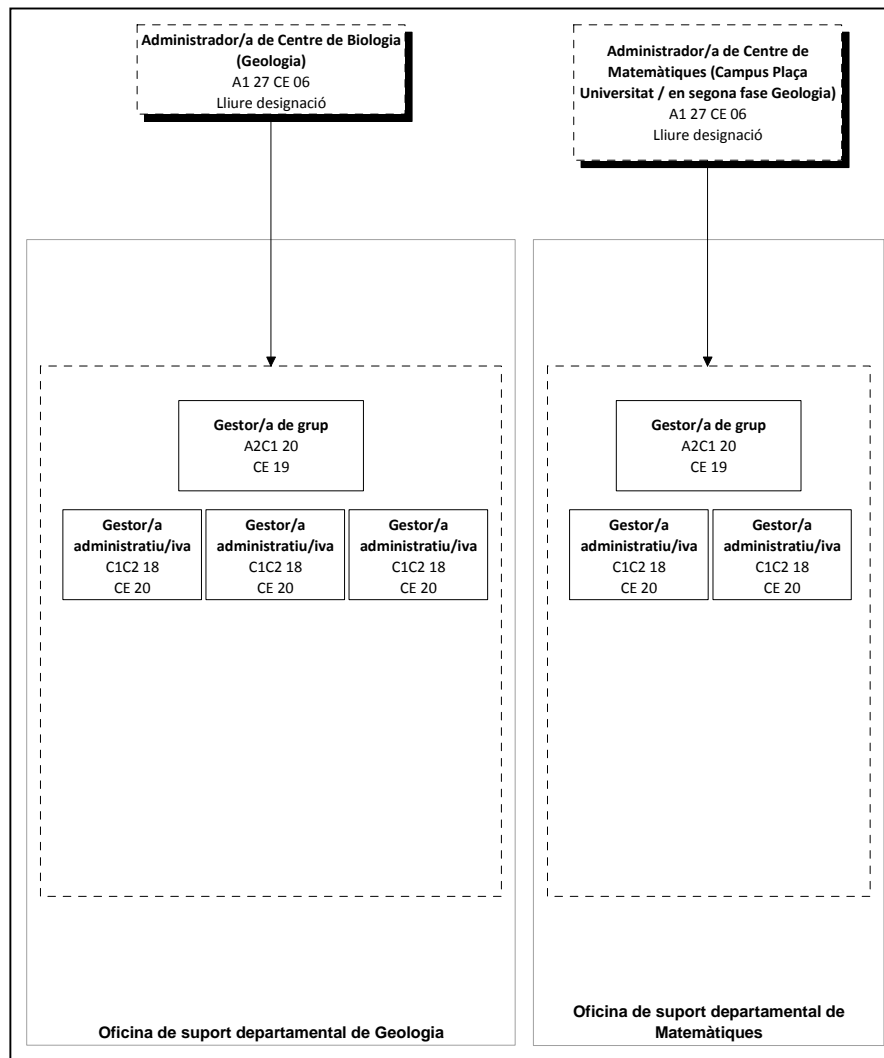 Administrador/a de Centre de Biologia
(Geologia)
A1 27 CE 06
Lliure designació
Administrador/a de Centre de
Matemàtiques (Campus Plaça
Universitat / en segona fase Geologia)
A1 27 CE 06
Lliure designació
Gestor/a de grup
A2C1 20
CE 19
Gestor/a
administratiu/iva
C1C2 18
CE 20
Gestor/a
administratiu/iva
C1C2 18
CE 20
Gestor/a
administratiu/iva
C1C2 18
CE 20
Oficina de suport departamental de Geologia
Gestor/a de grup
A2C1 20
CE 19
Gestor/a
administratiu/iva
C1C2 18
CE 20
Gestor/a
administratiu/iva
C1C2 18
CE 20
Oficina de suport departamental de
Matemàtiques